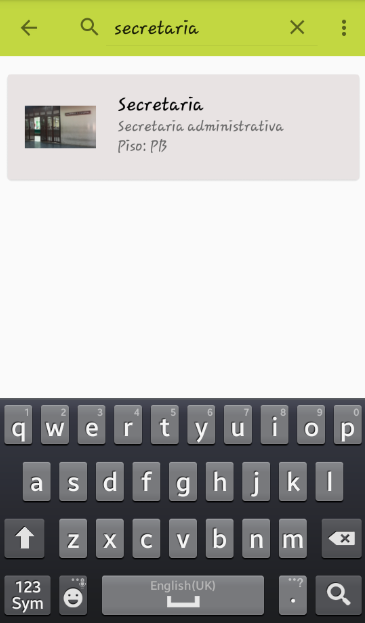 secretaria
Secretaria
Secretaria administrativa
Piso: PB
1 2 3 4 5 6 7 8 9 0
q w e r t y u i o p
a s d f g h j k l
z x c v b n m
123 Sym English(UK) . ?